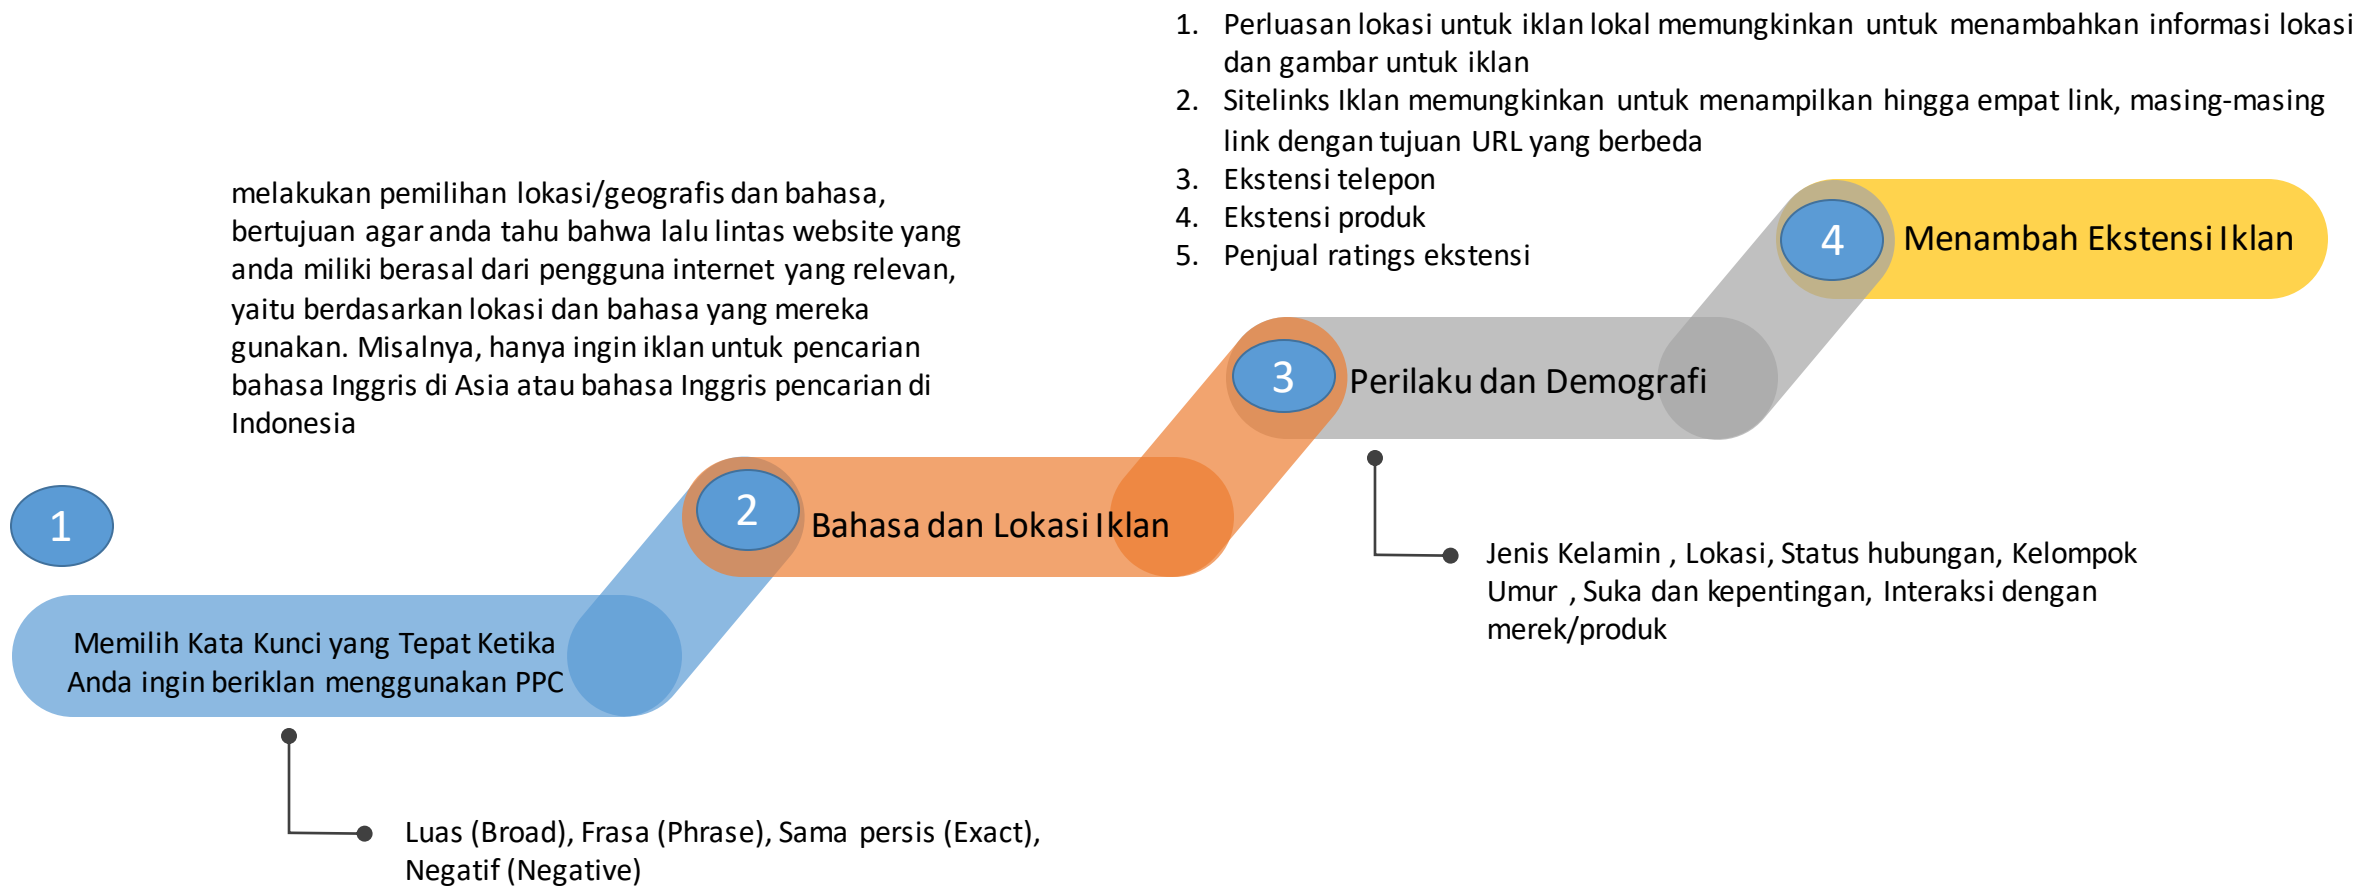 1
Memilih Kata Kunci yang Tepat Ketika
Anda ingin beriklan menggunakan PPC
Luas (Broad), Frasa (Phrase), Sama persis (Exact),
Negatif (Negative)
melakukan pemilihan lokasi/geografis dan bahasa,
bertujuan agar anda tahu bahwa lalu lintas website yang
anda miliki berasal dari pengguna internet yang relevan,
yaitu berdasarkan lokasi dan bahasa yang mereka
gunakan. Misalnya, hanya ingin iklan untuk pencarian
bahasa Inggris di Asia atau bahasa Inggris pencarian di
Indonesia
2
Bahasa dan Lokasi Iklan
3
Perilaku dan Demografi
Jenis Kelamin , Lokasi, Status hubungan, Kelompok
Umur , Suka dan kepentingan, Interaksi dengan
merek/produk
1. Perluasan lokasi untuk iklan lokal memungkinkan untuk menambahkan informasi lokasi
dan gambar untuk iklan
2. Sitelinks Iklan memungkinkan untuk menampilkan hingga empat link, masing-masing
link dengan tujuan URL yang berbeda
3. Ekstensi telepon
4. Ekstensi produk
5. Penjual ratings ekstensi
4
Menambah Ekstensi Iklan